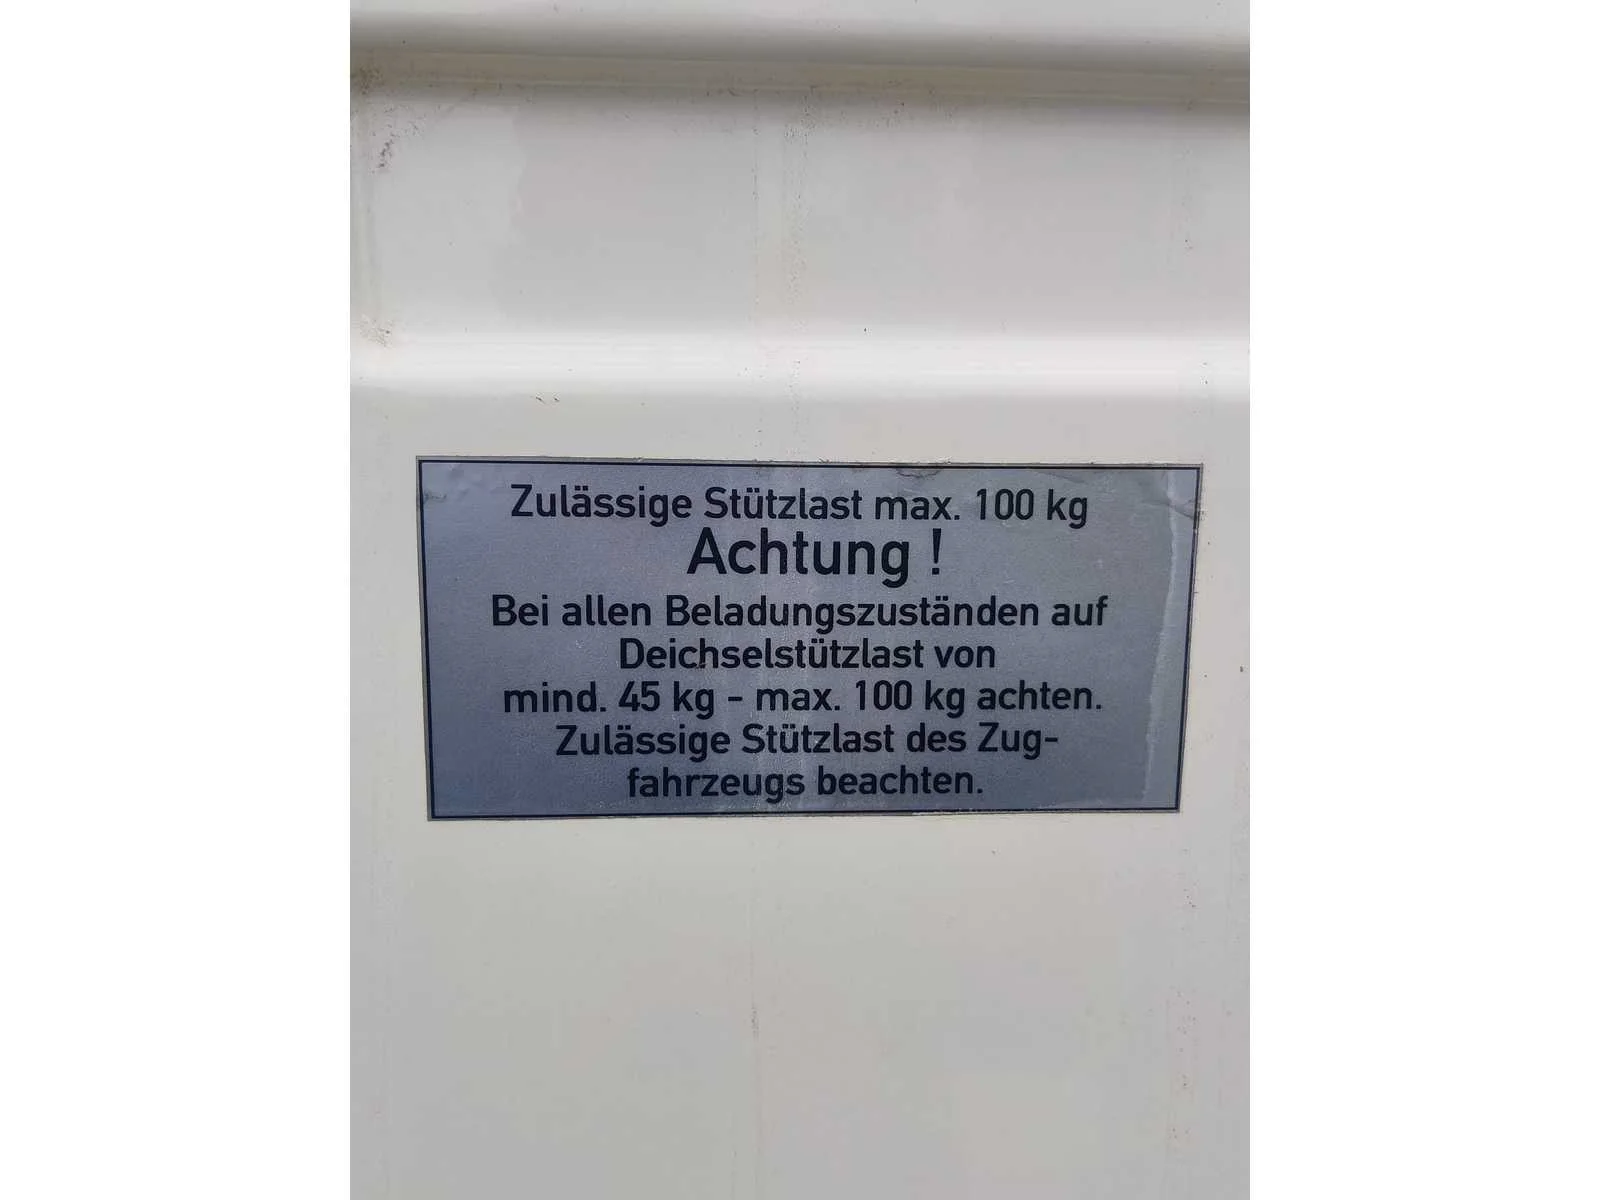 Zulässige Stützlast max. 100 kg
Achtung !
Bei allen Beladungszuständen auf
Deichselstützlast von
mind. 45 kg - max. 100 kg achten.
Zulässige Stützlast des Zug-
fahrzeugs beachten.